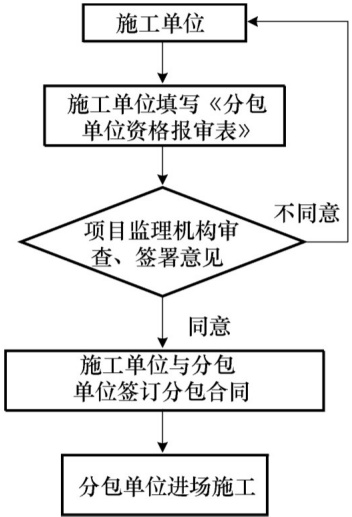 施工单位
施工单位填写《分包
单位资格报审表》
不同意
项目监理机构审
查、签署意见
同意
施工单位与分包
单位签订分包合同
分包单位进场施工